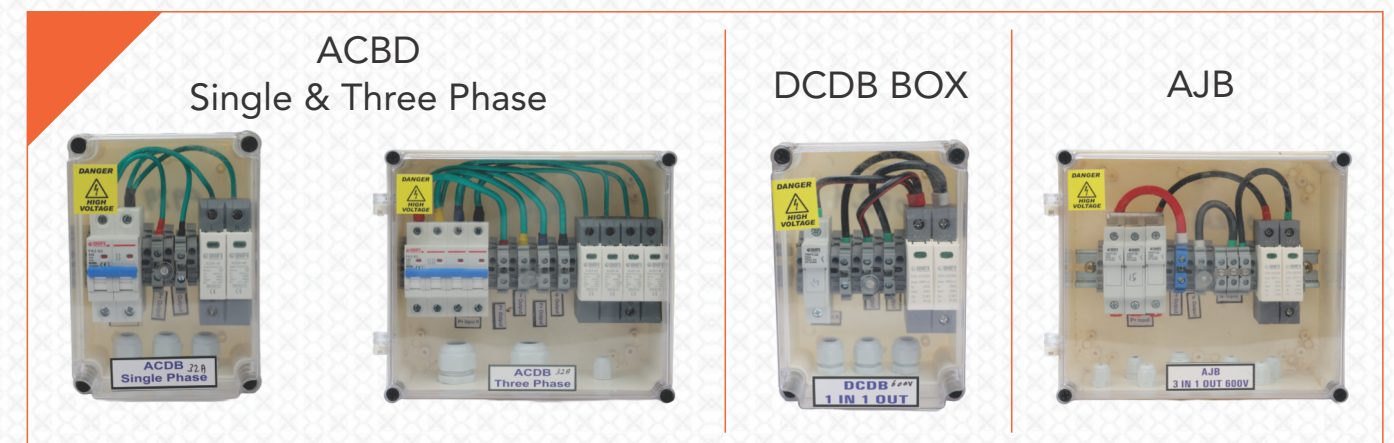 ACBD
Single & Three Phase
DCDB BOX
AJB
DANGER
HIGH
VOLTAGE
ACDB 32A
Single Phase
DANGER
HIGH
VOLTAGE
ACDB 32A
Three Phase
DANGER
HIGH
VOLTAGE
DCDB 600V
1 IN 1 OUT
DANGER
HIGH
VOLTAGE
AJB
3 IN 1 OUT 600V